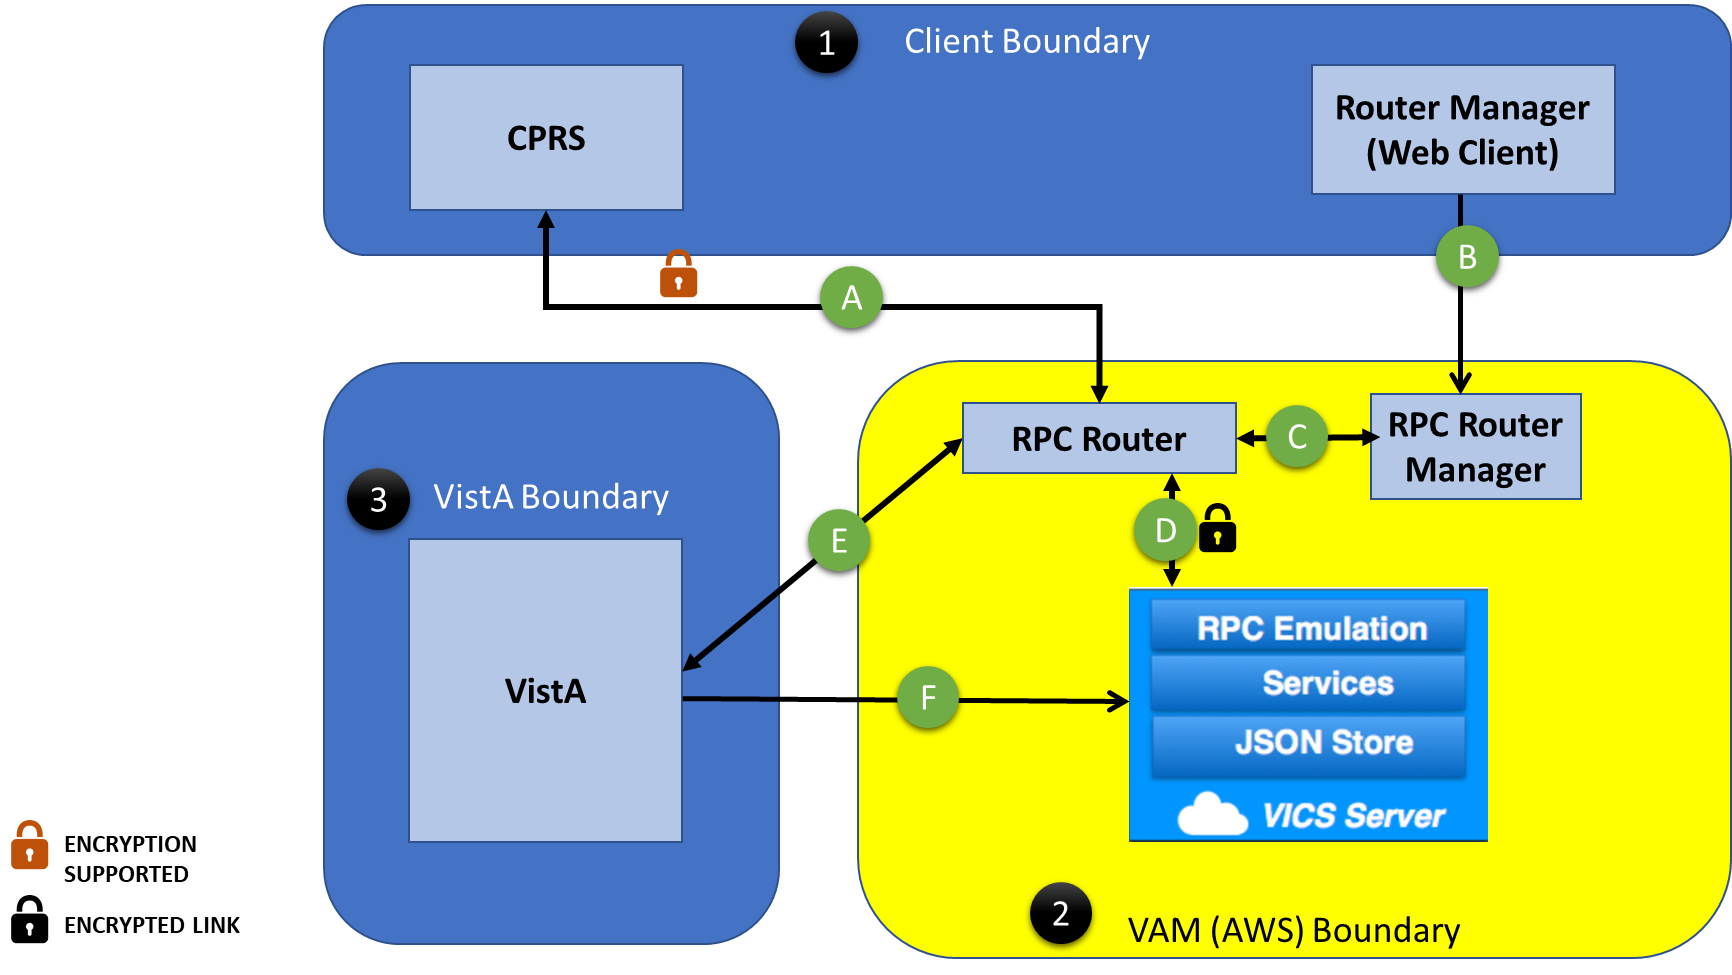 1
Client Boundary
CPRS
Router Manager
(Web Client)
B
A
RPC Router
C
RPC Router
Manager
3
VistA Boundary
E
D
VistA
F
RPC Emulation
Services
JSON Store
VICS Server
ENCRYPTION
SUPPORTED
ENCRYPTED LINK
2
VAM (AWS) Boundary